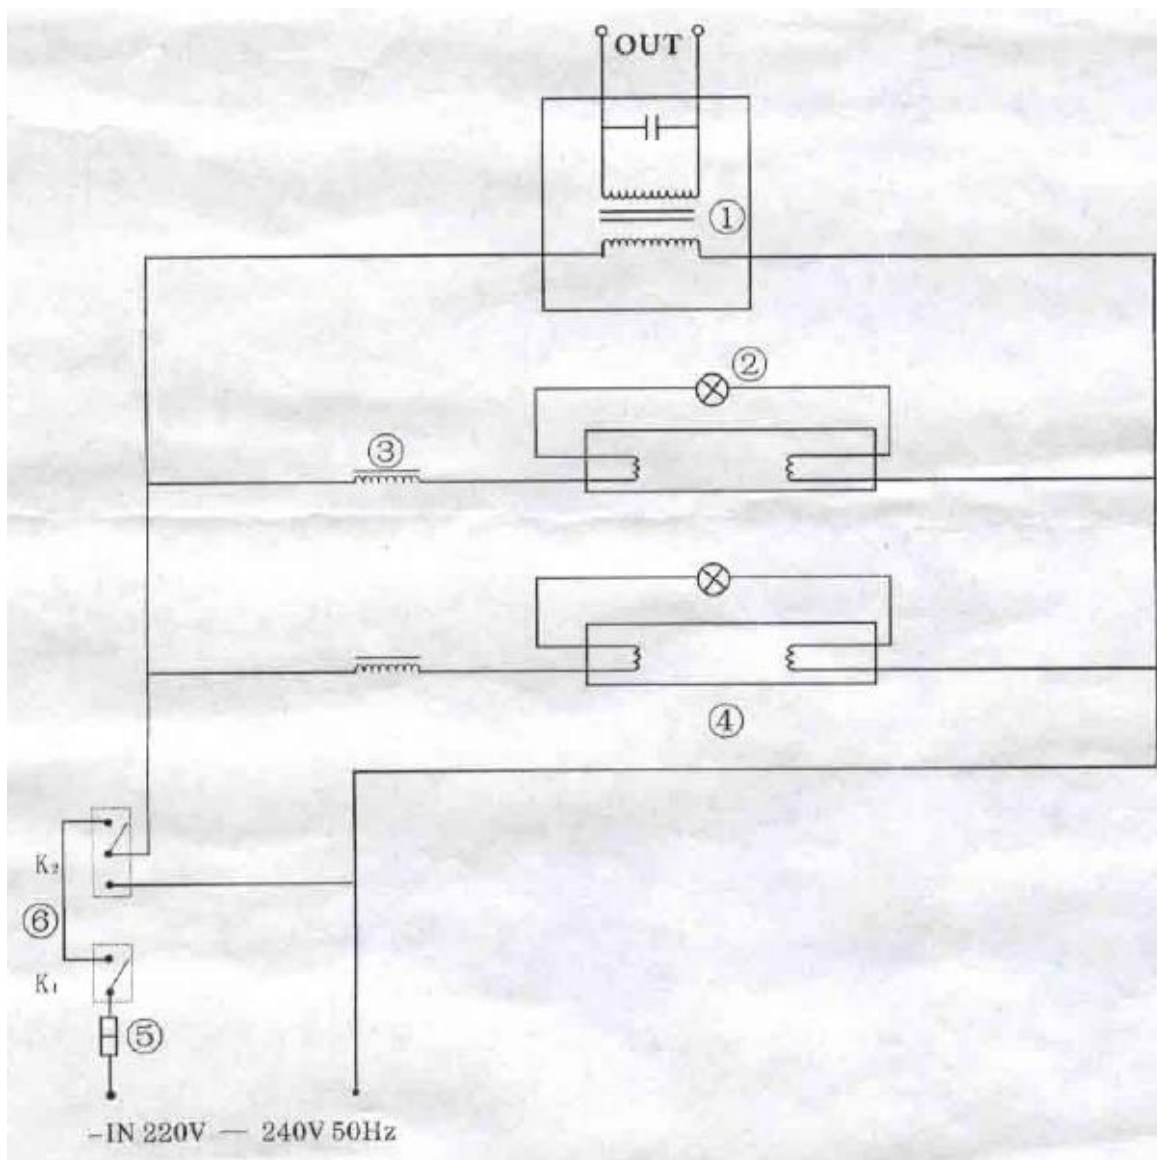 OUT
①
②
③
④
K₂
⑥
K₁
⑤
-IN 220V — 240V 50Hz